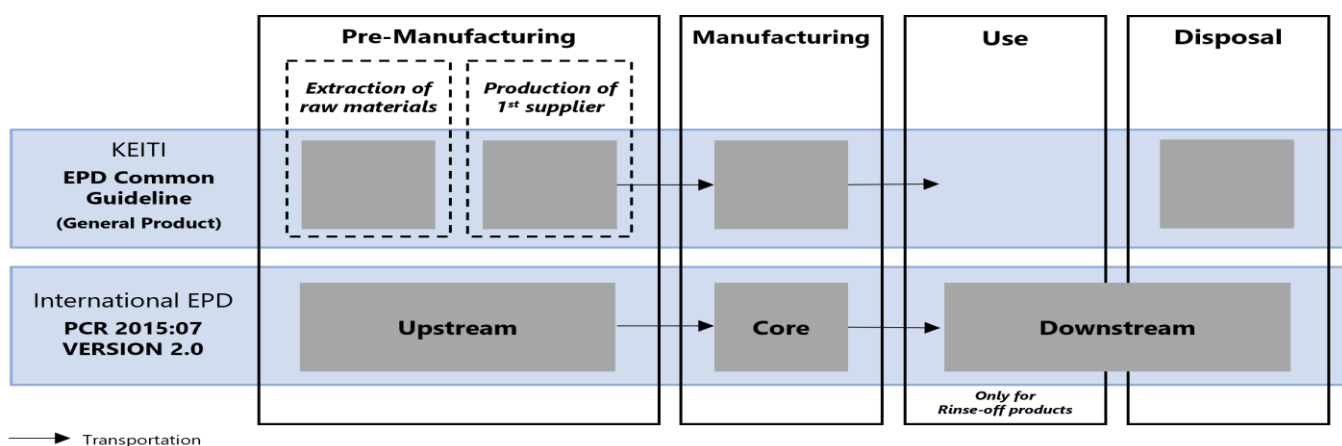 Pre-Manufacturing
Manufacturing
Use
Disposal
Extraction of
raw materials
Production of
1st supplier
KEITI
EPD Common
Guideline
(General Product)
International EPD
PCR 2015:07
VERSION 2.0
Upstream
Core
Downstream
Only for
Rinse-off products
Transportation